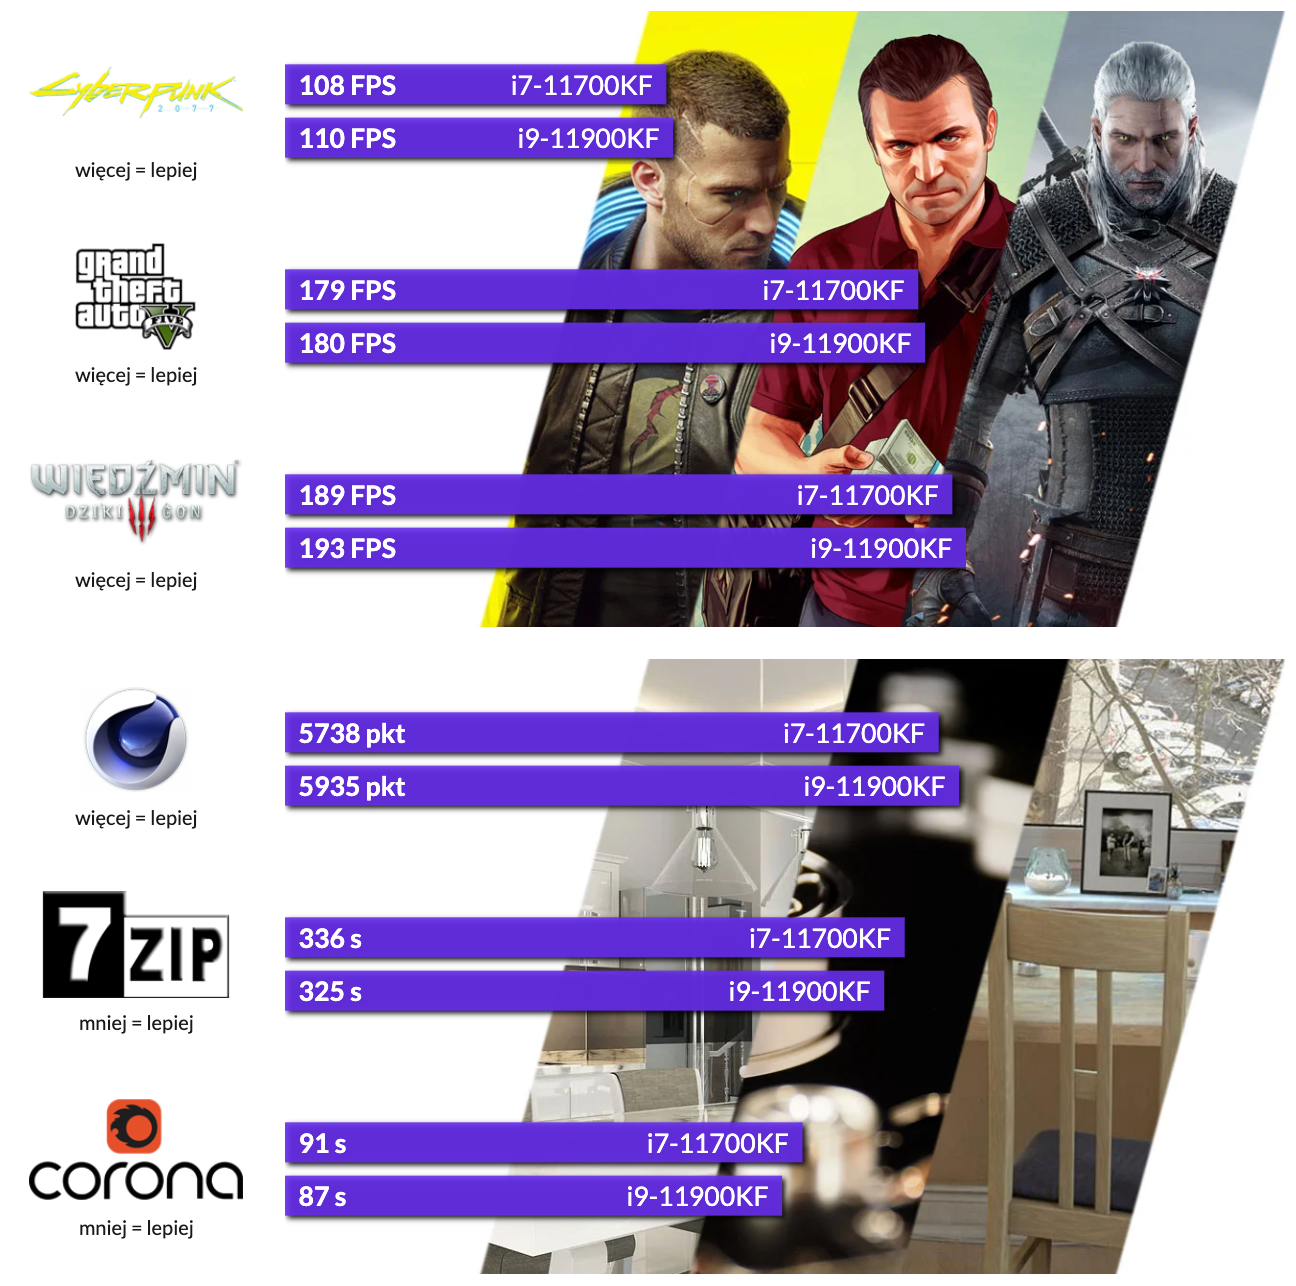 CYBERPUNK
2077
108 FPS i7-11700KF
110 FPS i9-11900KF
więcej = lepiej
grand
theft
auto
FIVE
179 FPS i7-11700KF
180 FPS i9-11900KF
więcej = lepiej
WIEDŹMIN
DZIKI GON
189 FPS i7-11700KF
193 FPS i9-11900KF
więcej = lepiej
5738 pkt i7-11700KF
5935 pkt i9-11900KF
więcej = lepiej
7ZIP
336 s i7-11700KF
325 s i9-11900KF
mniej = lepiej
corona
91 s i7-11700KF
87 s i9-11900KF
mniej = lepiej